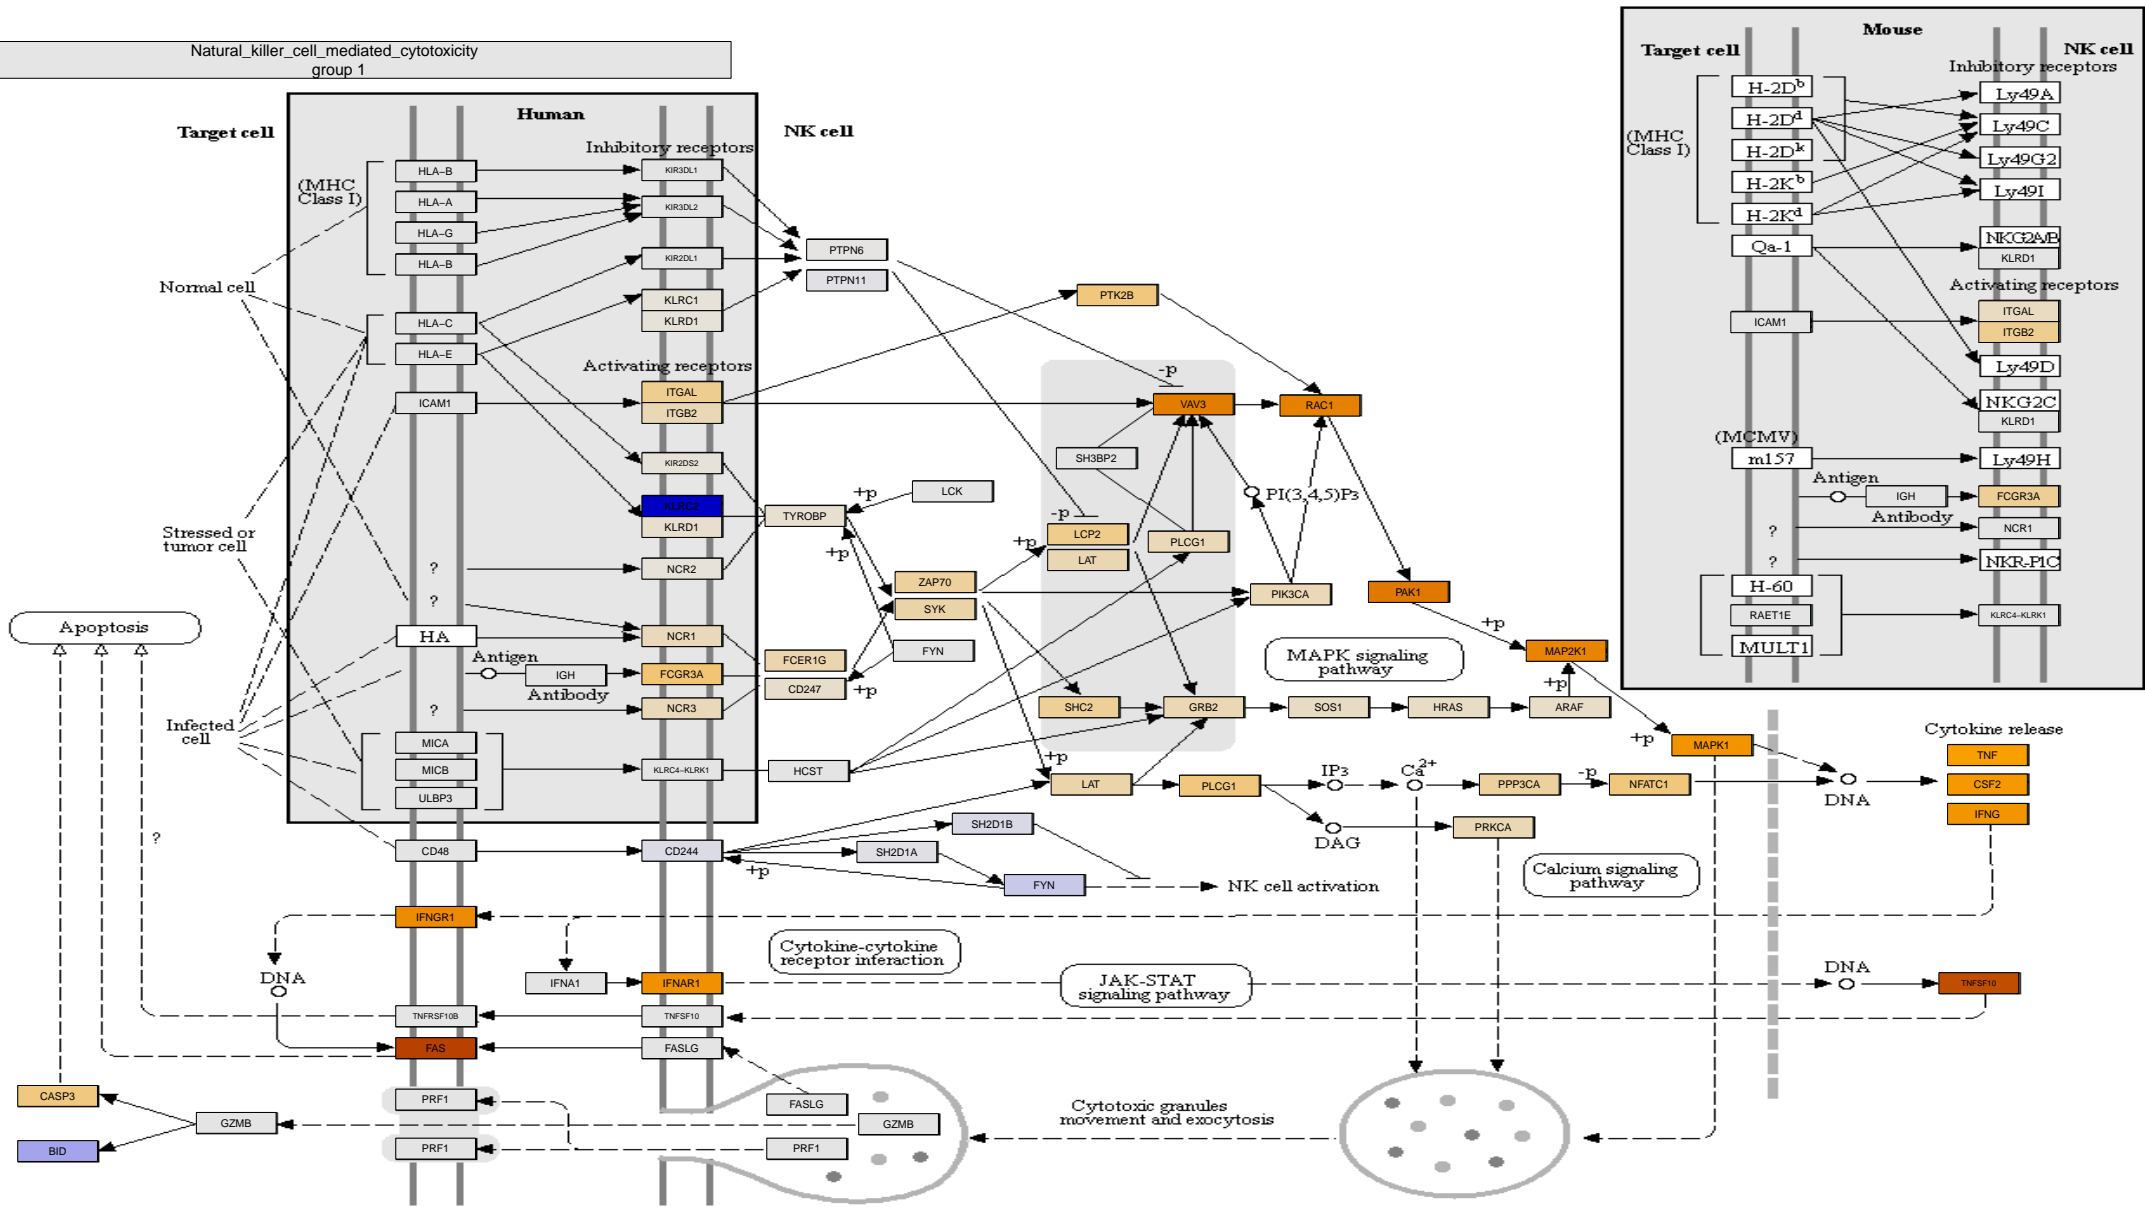 Natural_killer_cell_mediated_cytotoxicity
group 1
Human
Target cell
NK cell
Inhibitory receptors
(MHC
Class I)
HLA−B
KIR3DL1
HLA−A
KIR3DL2
HLA−G
HLA−B
KIR2DL1
PTPN6
PTPN11
Normal cell
KLRC1
KLRD1
HLA−C
HLA−E
PTK2B
Activating receptors
ITGAL
ITGB2
ICAM1
-p
VAV3
RAC1
SH3BP2
KIR2DS2
KLRC2
KLRD1
TYROBP
+p
LCK
PI(3,4,5)P3
-p
LCP2
LAT
PLCG1
+p
+p
Stressed or
tumor cell
?
NCR2
ZAP70
SYK
PIK3CA
PAK1
?
Apoptosis
HA
NCR1
FYN
+p
MAP2K1
Antigen
IGH
Antibody
FCGR3A
FCER1G
CD247
+p
MAPK signaling
pathway
+p
?
NCR3
SHC2
GRB2
SOS1
HRAS
ARAF
Infected
cell
MICA
MICB
ULBP3
KLRC4−KLRK1
HCST
+p
LAT
PLCG1
IP3
Ca2+
PPP3CA
-p
NFATC1
+p
MAPK1
DNA
Cytokine release
TNF
CSF2
IFNG
DAG
PRKCA
?
CD48
CD244
+p
SH2D1B
SH2D1A
FYN
NK cell activation
Calcium signaling
pathway
IFNGR1
Cytokine-cytokine
receptor interaction
DNA
IFNA1
IFNAR1
JAK-STAT
signaling pathway
DNA
TNFSF10
TNFRSF10B
TNFSF10
FAS
FASLG
CASP3
GZMB
BID
PRF1
PRF1
FASLG
GZMB
PRF1
Cytotoxic granules
movement and exocytosis
Mouse
Target cell
NK cell
Inhibitory receptors
(MHC
Class I)
H-2Db
H-2Dd
H-2Dk
H-2Kb
H-2Kd
Ly49A
Ly49C
Ly49G2
Ly49I
Qa-1
NKG2A/B
KLRD1
Activating receptors
ICAM1
ITGAL
ITGB2
Ly49D
NKG2C
KLRD1
(MCMV)
m157
Ly49H
Antigen
IGH
Antibody
FCGR3A
?
NCR1
?
NKR-P1C
H-60
RAET1E
MULT1
KLRC4−KLRK1